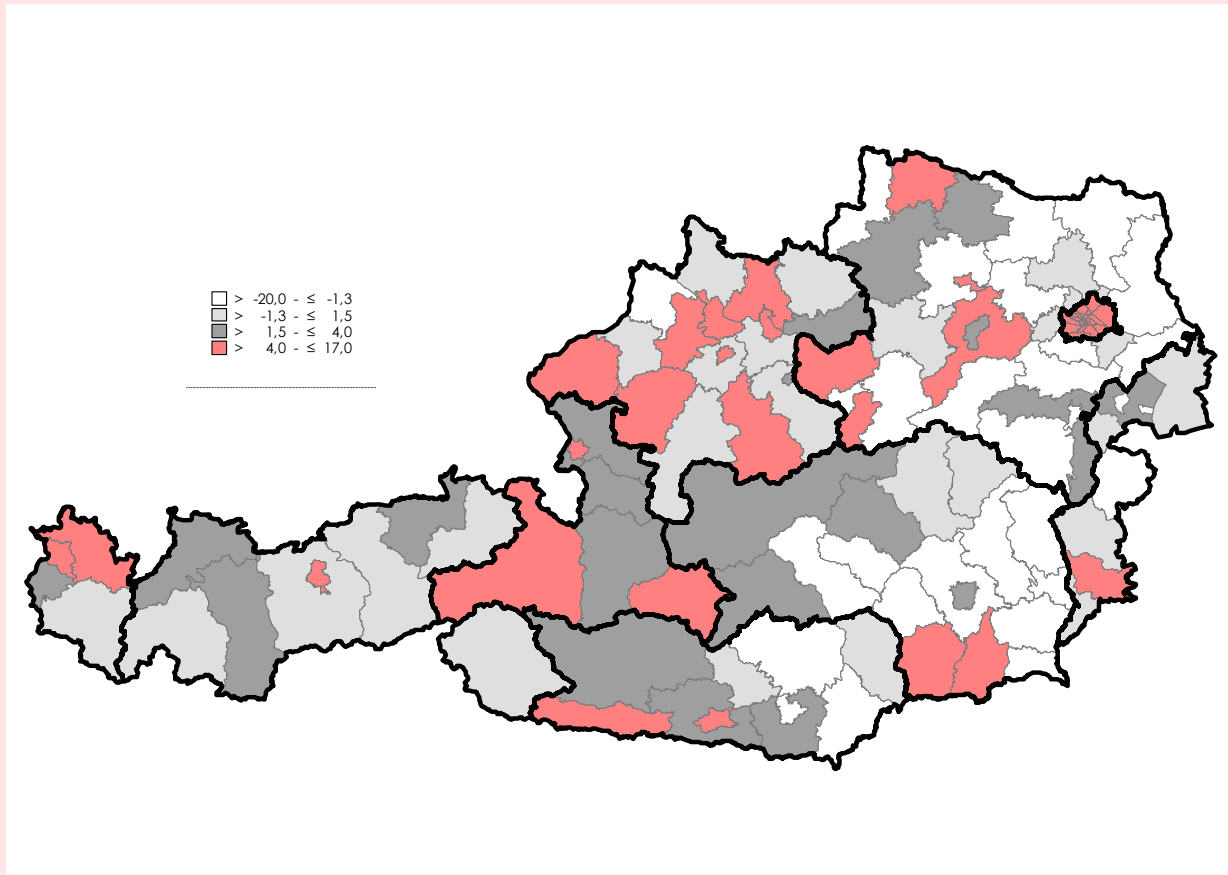 > -20,0 - ≤ -1,3
> -1,3 - ≤ 1,5
> 1,5 - ≤ 4,0
> 4,0 - ≤ 17,0